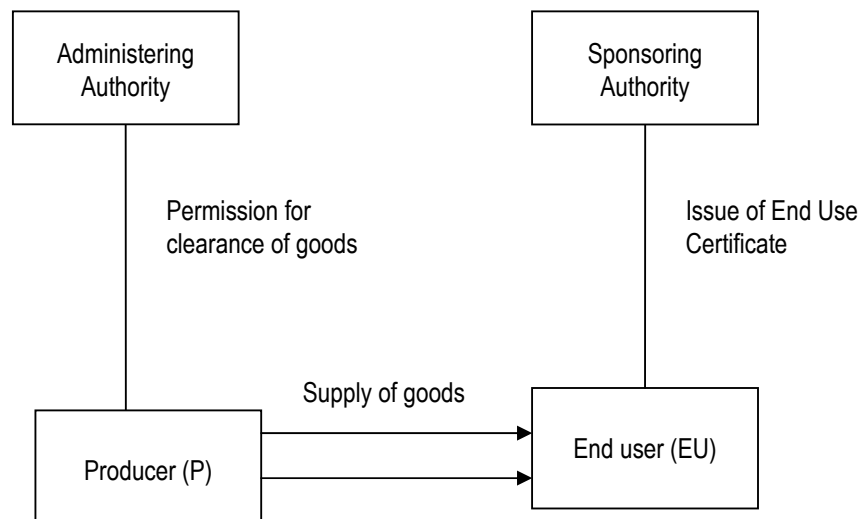 Administering
Authority
Sponsoring
Authority
Permission for
clearance of goods
Issue of End Use
Certificate
Supply of goods
Producer (P)
End user (EU)